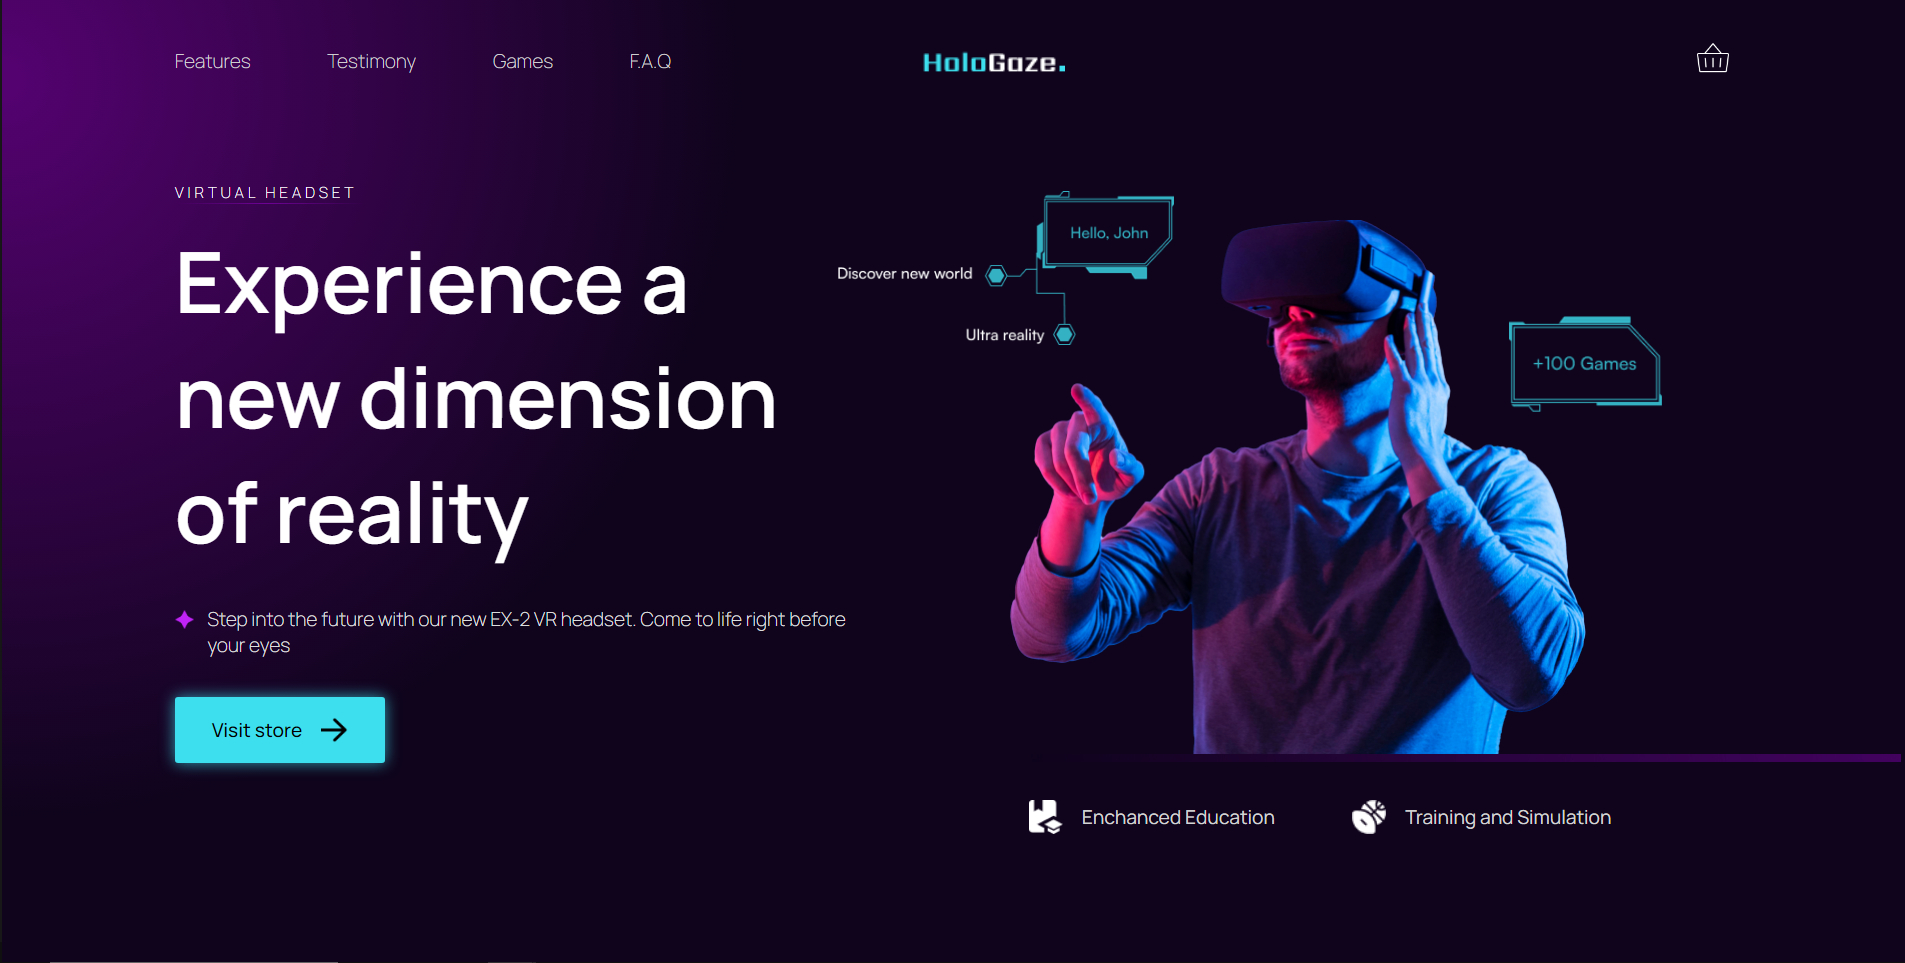 Features
Testimony
Games
F.A.Q
HoloGaze.
VIRTUAL HEADSET
Experience a
new dimension
of reality
Step into the future with our new EX-2 VR headset. Come to life right before
your eyes
Visit store
Hello, John
Discover new world
Ultra reality
+100 Games
Enchanced Education
Training and Simulation